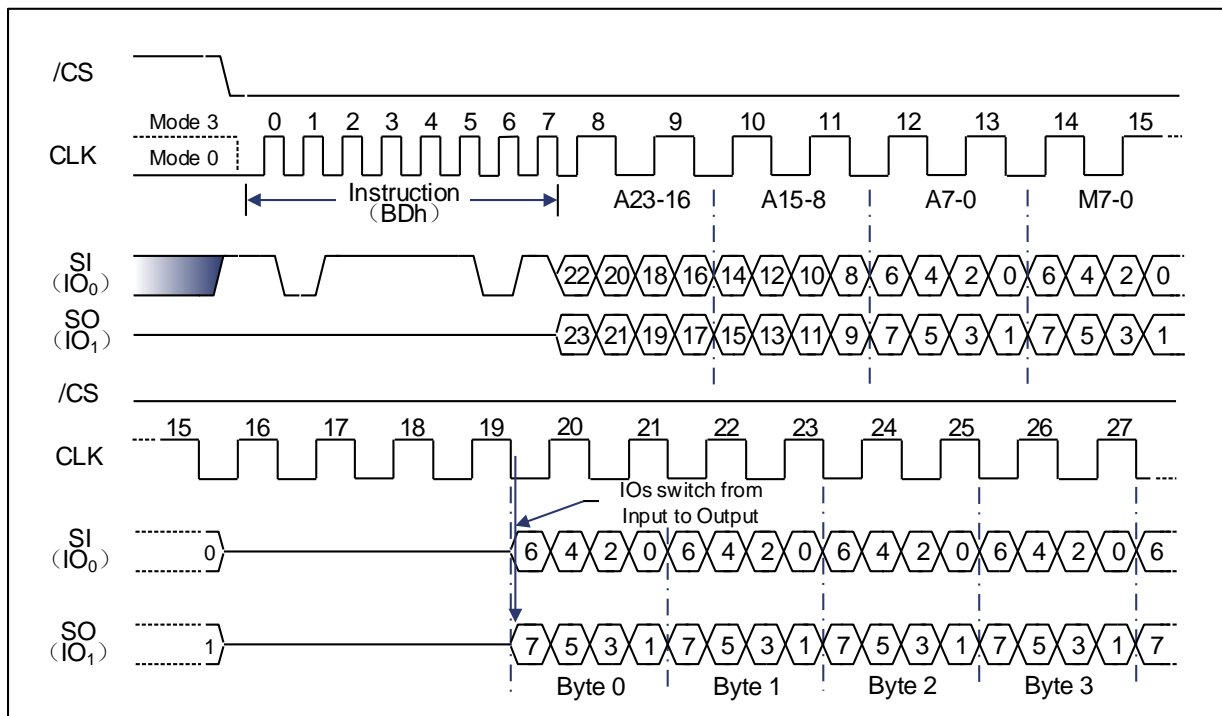 /CS
Mode 3
0 1 2 3 4 5 6 7 8 9 10 11 12 13 14 15
CLK
Mode 0
Instruction
（BDh）
A23-16 A15-8 A7-0 M7-0
SI
（IO0）
22 20 18 16 14 12 10 8 6 4 2 0 6 4 2 0
SO
（IO1）
23 21 19 17 15 13 11 9 7 5 3 1 7 5 3 1
/CS
15 16 17 18 19 20 21 22 23 24 25 26 27
CLK
IOs switch from
Input to Output
SI
（IO0）
0 6 4 2 0 6 4 2 0 6 4 2 0 6 4 2 0 6
SO
（IO1）
1 7 5 3 1 7 5 3 1 7 5 3 1 7 5 3 1 7
Byte 0 Byte 1 Byte 2 Byte 3